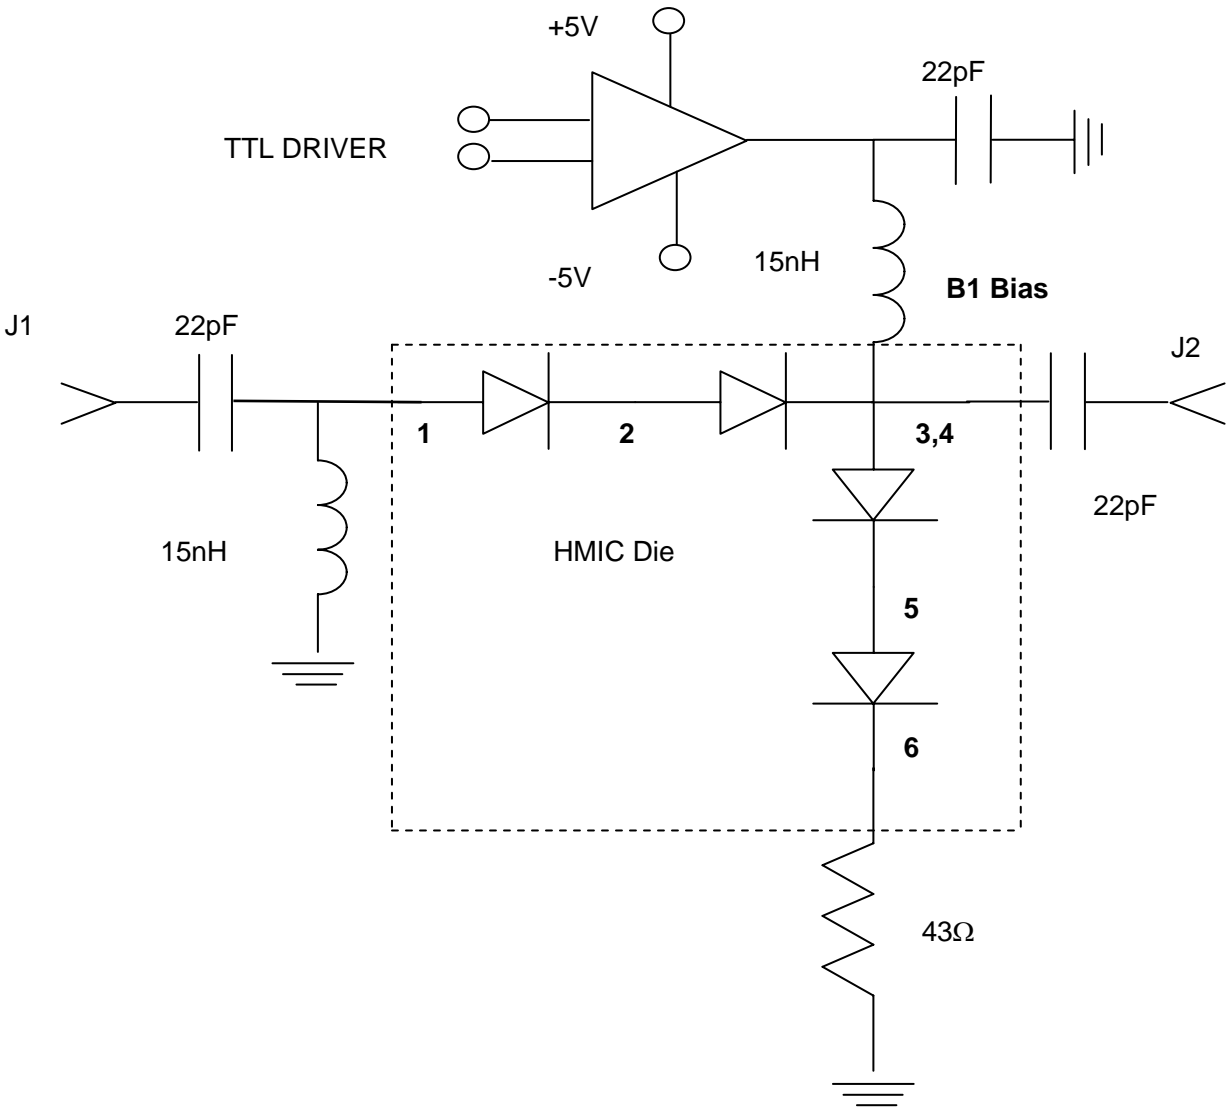 +5V
22pF
TTL DRIVER
-5V
15nH
B1 Bias
J1
22pF
J2
1
2
3,4
22pF
15nH
HMIC Die
5
6
43Ω